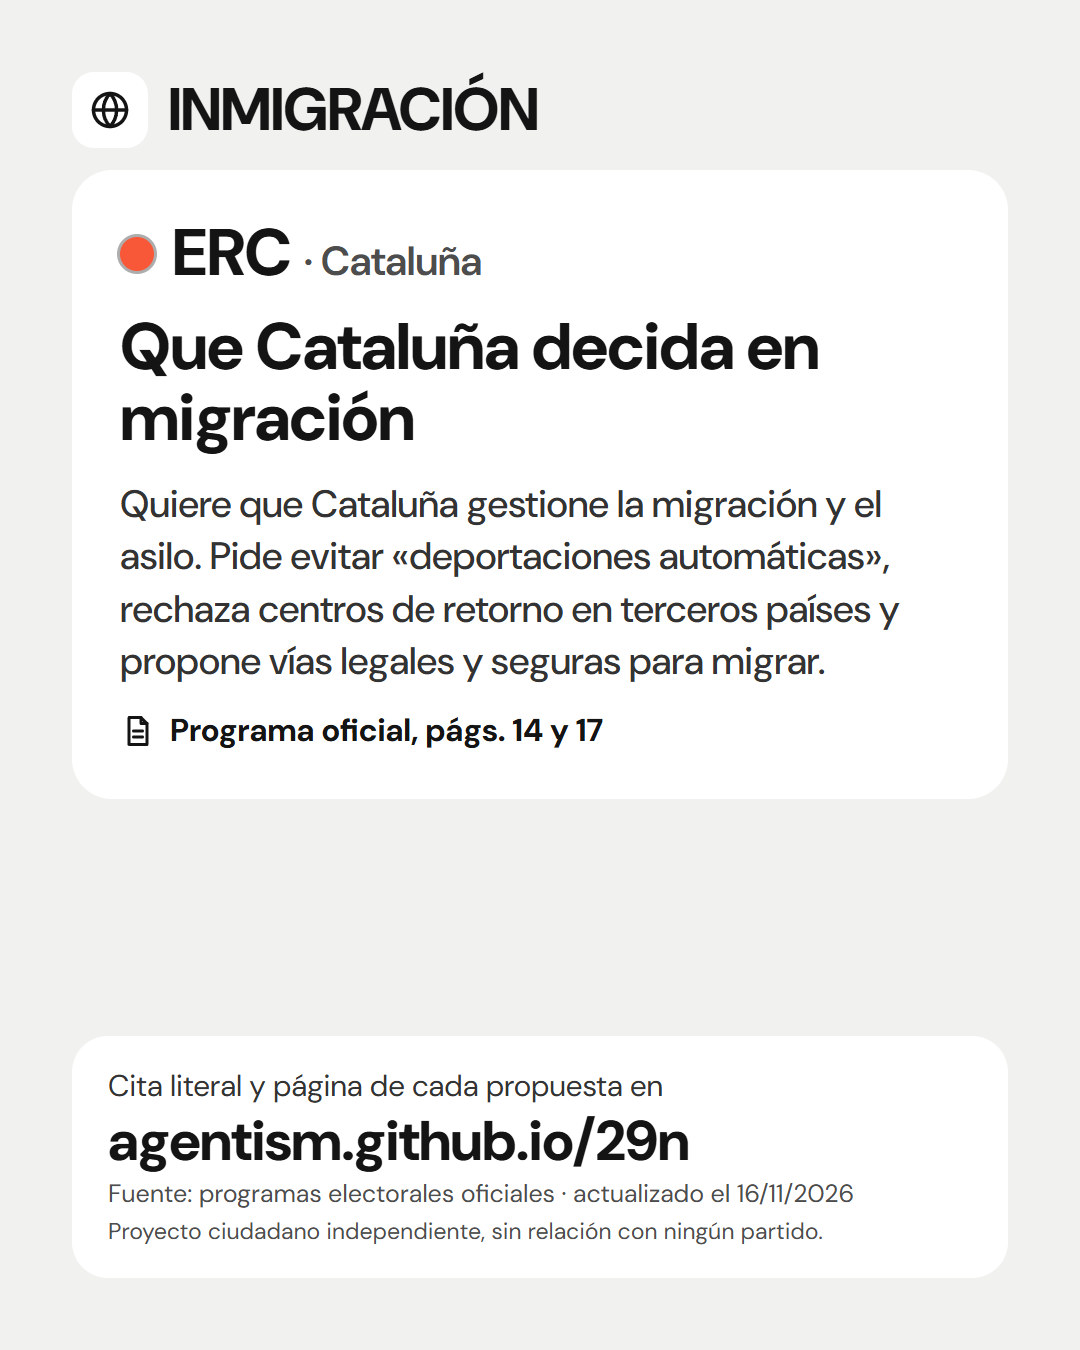 INMIGRACIÓN
ERC · Cataluña
Que Cataluña decida en
migración
Quiere que Cataluña gestione la migración y el
asilo. Pide evitar «deportaciones automáticas»,
rechaza centros de retorno en terceros países y
propone vías legales y seguras para migrar.
Programa oficial, págs. 14 y 17
Cita literal y página de cada propuesta en
agentism.github.io/29n
Fuente: programas electorales oficiales · actualizado el 16/11/2026
Proyecto ciudadano independiente, sin relación con ningún partido.